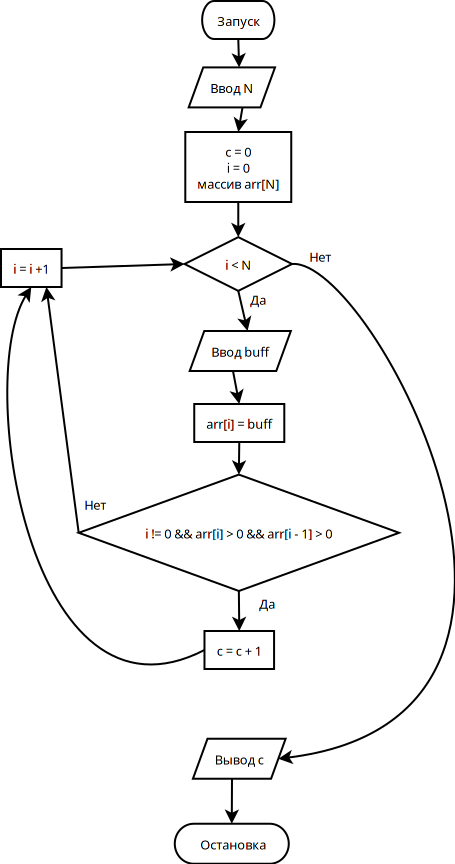 Запуск
Ввод N
c = 0
i = 0
массив arr[N]
i = i +1
i < N
Нет
Да
Ввод buff
arr[i] = buff
Нет
i != 0 && arr[i] > 0 && arr[i - 1] > 0
Да
c = c + 1
Вывод c
Остановка